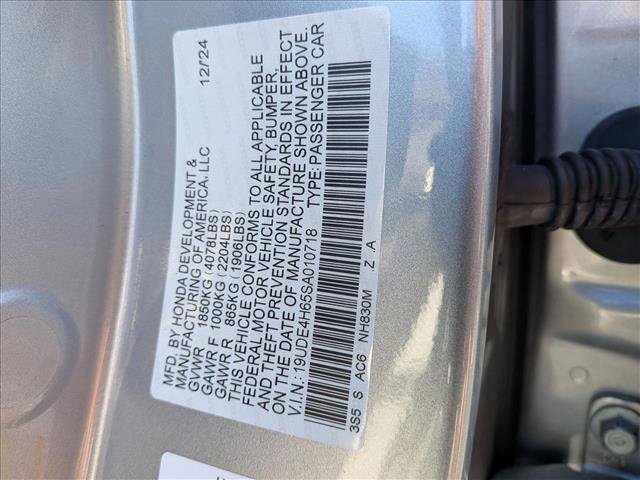 MFD. BY HONDA DEVELOPMENT &
MANUFACTURING OF AMERICA, LLC 12/24
GVWR 1850KG (4078LBS)
GAWR F 1000KG (2204LBS)
GAWR R 865KG (1906LBS)
THIS VEHICLE CONFORMS TO ALL APPLICABLE
FEDERAL MOTOR VEHICLE SAFETY, BUMPER,
AND THEFT PREVENTION STANDARDS IN EFFECT
ON THE DATE OF MANUFACTURE SHOWN ABOVE.
V.I.N.: 19UDE4H65SA010718 TYPE: PASSENGER CAR
3S5 S AC6 NH830M .Z .A